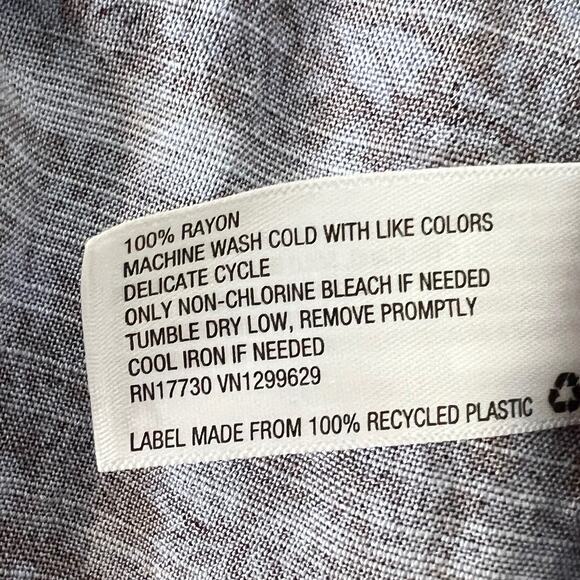 100% RAYON
MACHINE WASH COLD WITH LIKE COLORS
DELICATE CYCLE
ONLY NON-CHLORINE BLEACH IF NEEDED
TUMBLE DRY LOW, REMOVE PROMPTLY
COOL IRON IF NEEDED
RN17730 VN1299629
LABEL MADE FROM 100% RECYCLED PLASTIC